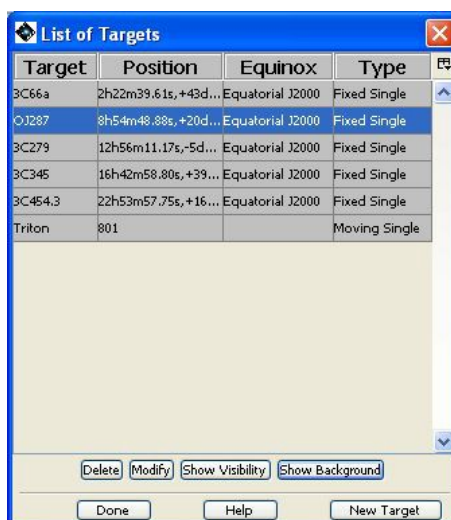 List of Targets
Target Position Equinox Type
3C66a 2h22m39.61s,+43d... Equatorial J2000 Fixed Single
OJ287 8h54m48.88s,+20d... Equatorial J2000 Fixed Single
3C279 12h56m11.17s,-5d... Equatorial J2000 Fixed Single
3C345 16h42m58.80s,+39... Equatorial J2000 Fixed Single
3C454.3 22h53m57.75s,+16... Equatorial J2000 Fixed Single
Triton 801 Moving Single
Delete Modify Show Visibility Show Background
Done Help New Target